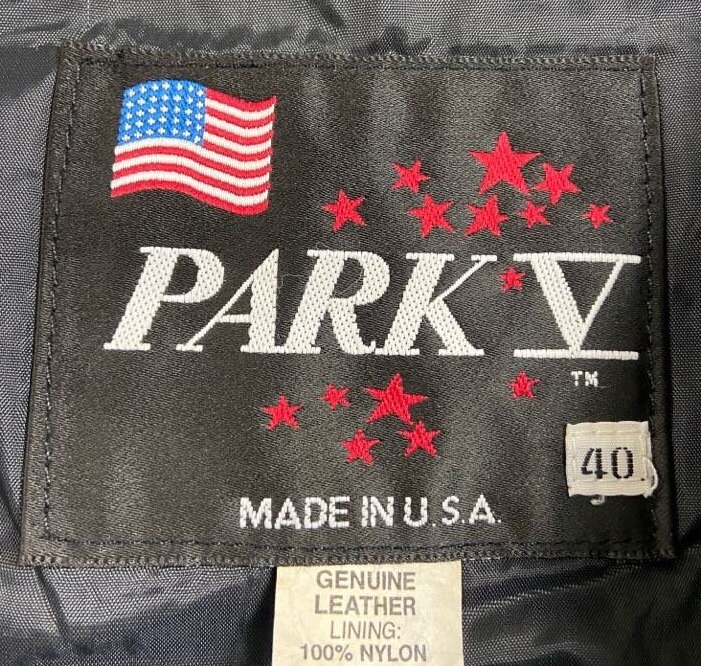 PARK V
TM
40
MADE IN U.S.A.
GENUINE
LEATHER
LINING:
100% NYLON